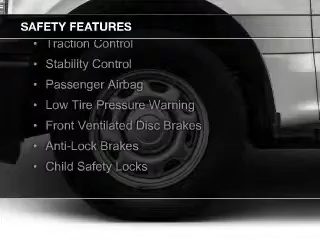 SAFETY FEATURES
• Traction Control
• Stability Control
• Passenger Airbag
• Low Tire Pressure Warning
• Front Ventilated Disc Brakes
• Anti-Lock Brakes
• Child Safety Locks